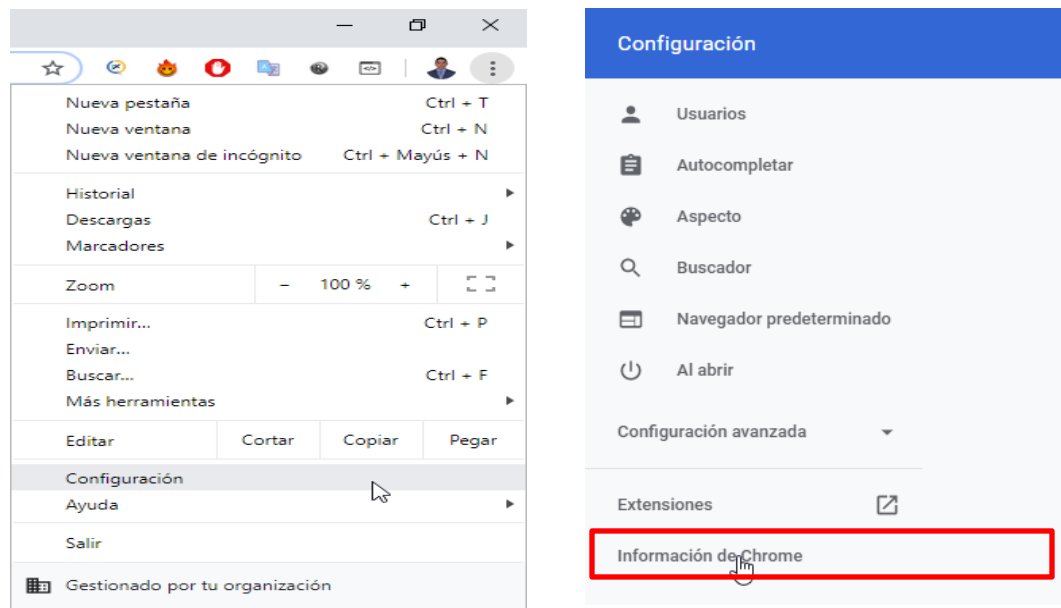 Nueva pestaña Ctrl + T
Nueva ventana Ctrl + N
Nueva ventana de incógnito Ctrl + Mayús + N
Historial
Descargas Ctrl + J
Marcadores
Zoom − 100 % +
Imprimir... Ctrl + P
Enviar...
Buscar... Ctrl + F
Más herramientas
Editar Cortar Copiar Pegar
Configuración
Ayuda
Salir
Gestionado por tu organización
Configuración
Usuarios
Autocompletar
Aspecto
Buscador
Navegador predeterminado
Al abrir
Configuración avanzada
Extensiones
Información de Chrome